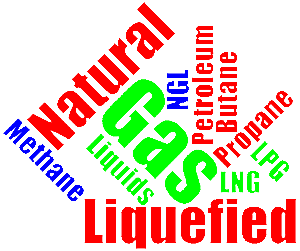 Natural
Gas
NGL
Petroleum
Butane
Propane
Methane
Liquids
LPG
LNG
Liquefied